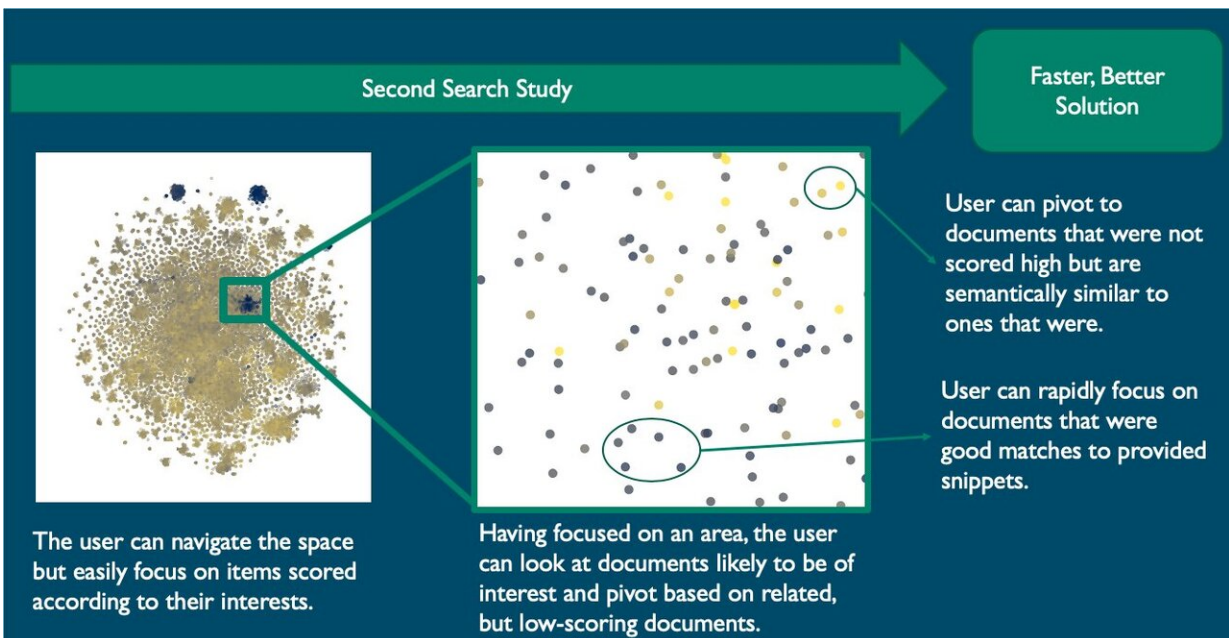 Second Search Study
Faster, Better
Solution
User can pivot to
documents that were not
scored high but are
semantically similar to
ones that were.
User can rapidly focus on
documents that were
good matches to provided
snippets.
The user can navigate the space
but easily focus on items scored
according to their interests.
Having focused on an area, the user
can look at documents likely to be of
interest and pivot based on related,
but low-scoring documents.